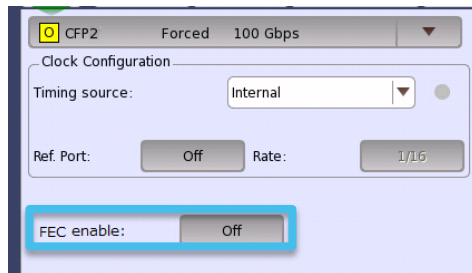 O CFP2 Forced 100 Gbps
Clock Configuration
Timing source: Internal
Ref. Port: Off Rate: 1/16
FEC enable: Off